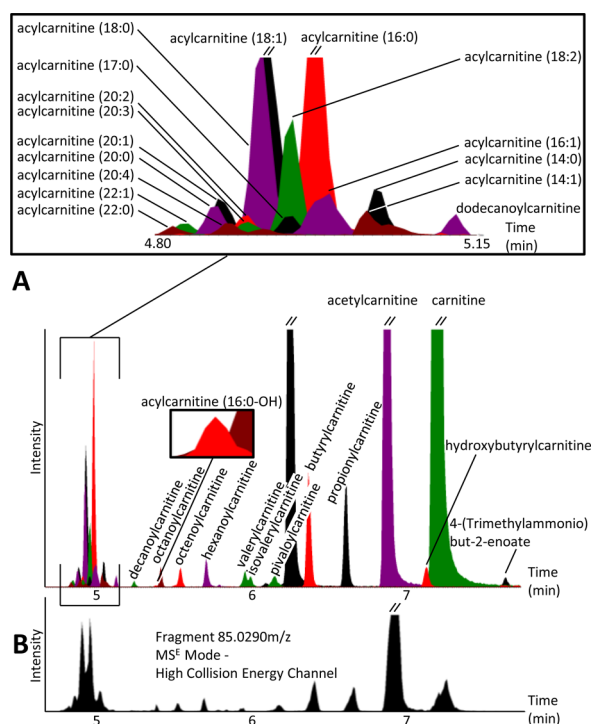 acylcarnitine (18:0)
acylcarnitine (18:1)
acylcarnitine (16:0)
acylcarnitine (17:0)
acylcarnitine (18:2)
acylcarnitine (20:2)
acylcarnitine (20:3)
acylcarnitine (20:1)
acylcarnitine (20:0)
acylcarnitine (20:4)
acylcarnitine (22:1)
acylcarnitine (22:0)
acylcarnitine (16:1)
acylcarnitine (14:0)
acylcarnitine (14:1)
dodecanoylcarnitine
Time
(min)
4.80
5.15
A
acetylcarnitine
carnitine
Intensity
acylcarnitine (16:0-OH)
decanoylcarnitine
octanoylcarnitine
octenoylcarnitine
hexanoylcarnitine
valerylcarnitine
isovalerylcarnitine
pivaloylcarnitine
butyrylcarnitine
propionylcarnitine
hydroxybutyrylcarnitine
4-(Trimethylammonio)
but-2-enoate
Time
(min)
5
6
7
B
Intensity
Fragment 85.0290m/z
MSᴱ Mode -
High Collision Energy Channel
Time
(min)
5
6
7